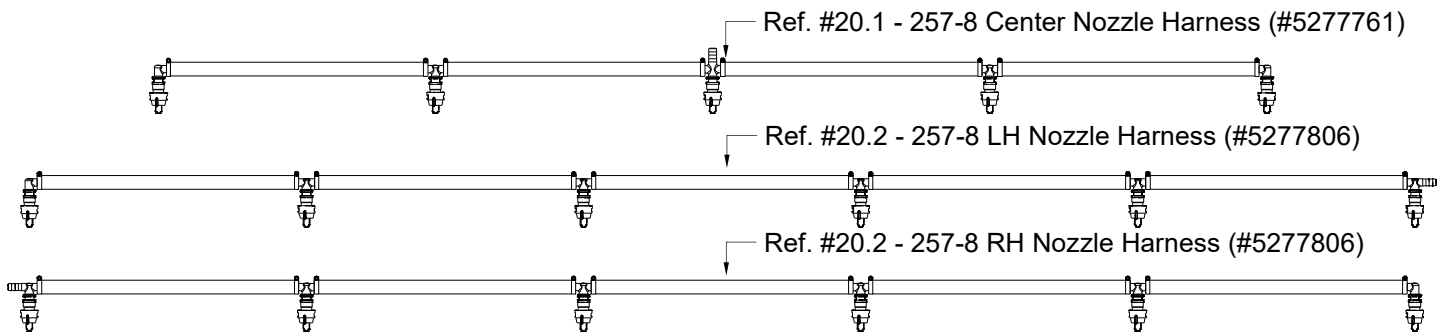 Ref. #20.1 - 257-8 Center Nozzle Harness (#5277761)
Ref. #20.2 - 257-8 LH Nozzle Harness (#5277806)
Ref. #20.2 - 257-8 RH Nozzle Harness (#5277806)